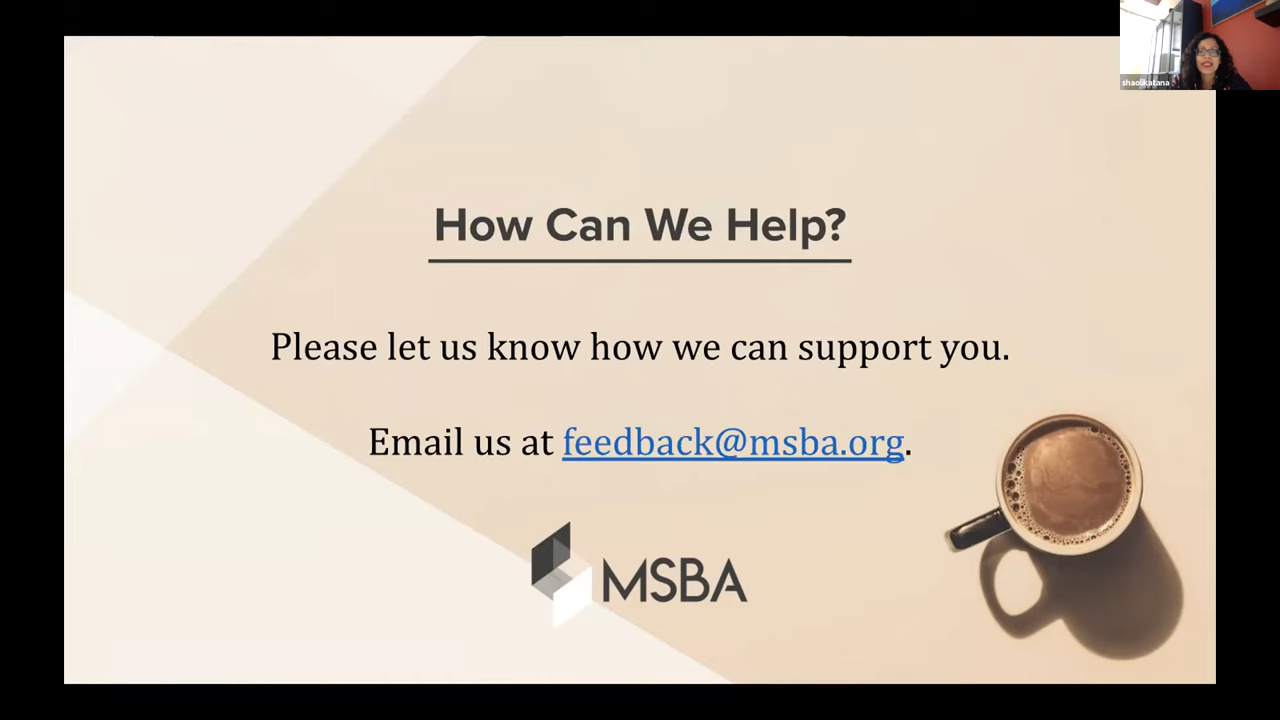 shaolikatana
How Can We Help?
Please let us know how we can support you.
Email us at feedback@msba.org.
MSBA